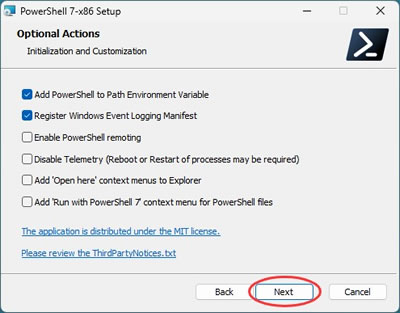 PowerShell 7-x86 Setup
Optional Actions
Initialization and Customization
Add PowerShell to Path Environment Variable
Register Windows Event Logging Manifest
Enable PowerShell remoting
Disable Telemetry (Reboot or Restart of processes may be required)
Add 'Open here' context menus to Explorer
Add 'Run with PowerShell 7' context menu for PowerShell files
The application is distributed under the MIT license.
Please review the ThirdPartyNotices.txt
Back Next Cancel